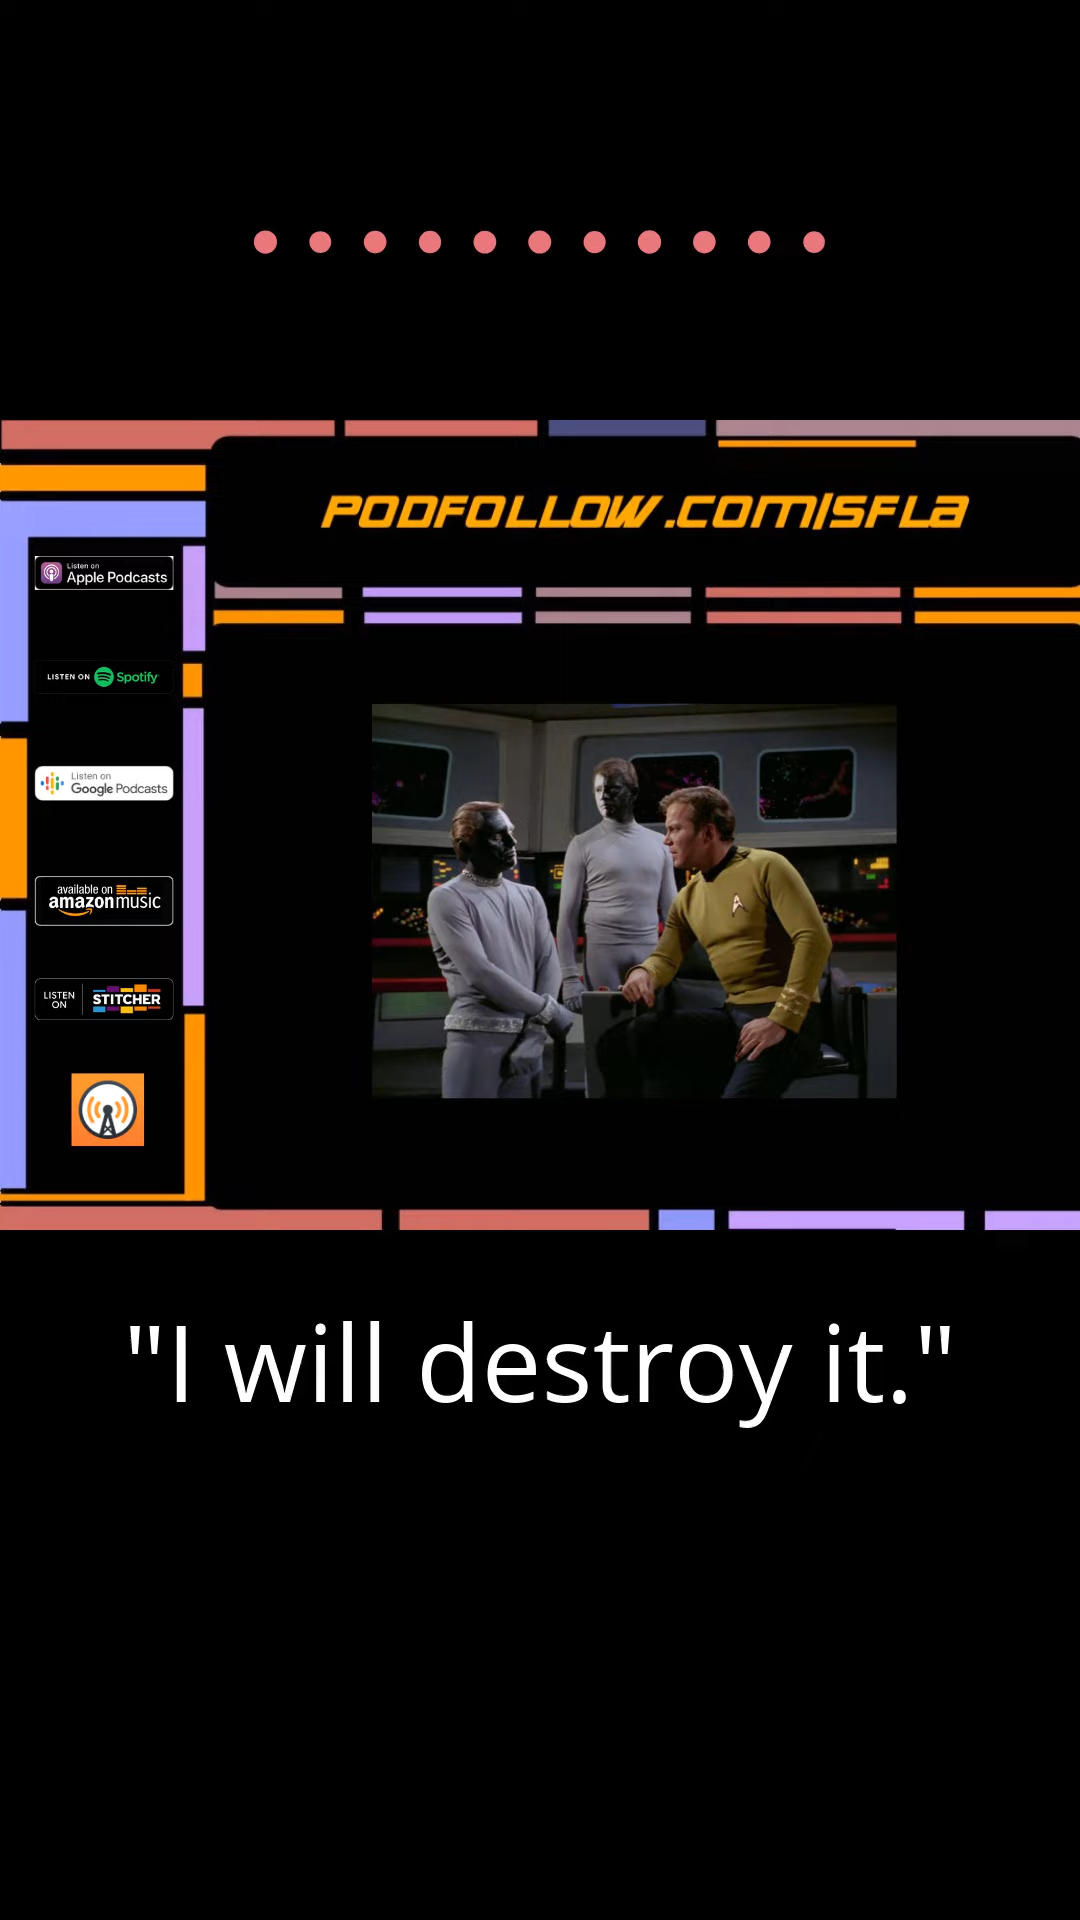 PODFOLLOW.COM/SFLA
Listen on
Apple Podcasts
LISTEN ON Spotify
Listen on
Google Podcasts
available on
amazon music
LISTEN
ON
STITCHER
"I will destroy it."